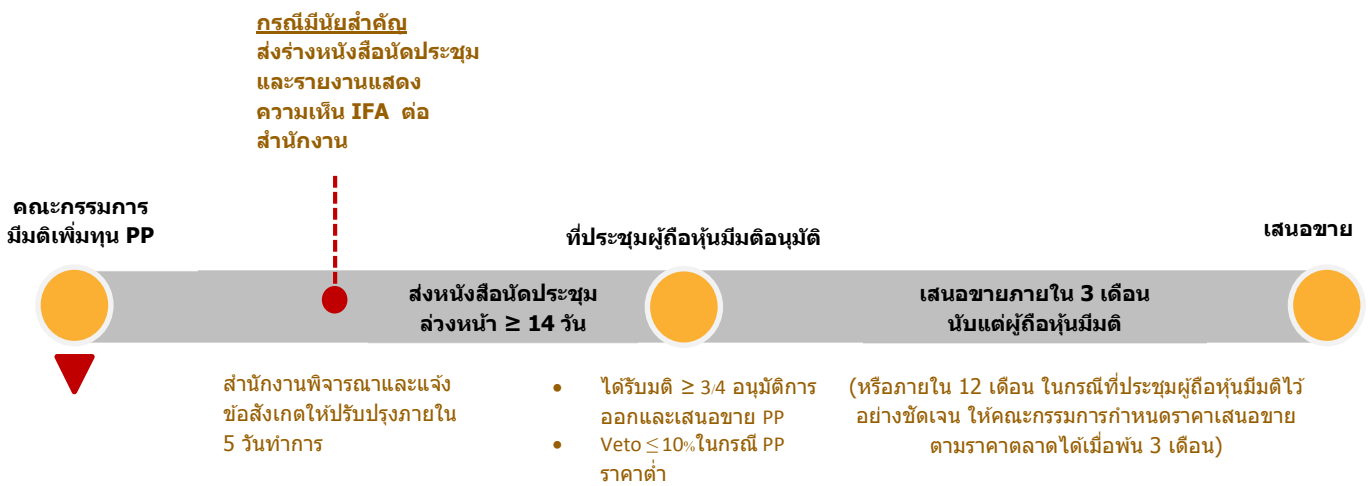 กรณีมีนัยสำคัญ
ส่งร่างหนังสือนัดประชุม
และรายงานแสดง
ความเห็น IFA ต่อ
สำนักงาน
คณะกรรมการ
มีมติเพิ่มทุน PP
ที่ประชุมผู้ถือหุ้นมีมติอนุมัติ
เสนอขาย
ส่งหนังสือนัดประชุม
ล่วงหน้า ≥ 14 วัน
เสนอขายภายใน 3 เดือน
นับแต่ผู้ถือหุ้นมีมติ
สำนักงานพิจารณาและแจ้ง
ข้อสังเกตให้ปรับปรุงภายใน
5 วันทำการ
• ได้รับมติ ≥ 3/4 อนุมัติการ
ออกและเสนอขาย PP
• Veto ≤ 10% ในกรณี PP
ราคาต่ำ
(หรือภายใน 12 เดือน ในกรณีที่ประชุมผู้ถือหุ้นมีมติไว้
อย่างชัดเจน ให้คณะกรรมการกำหนดราคาเสนอขาย
ตามราคาตลาดได้เมื่อพ้น 3 เดือน)